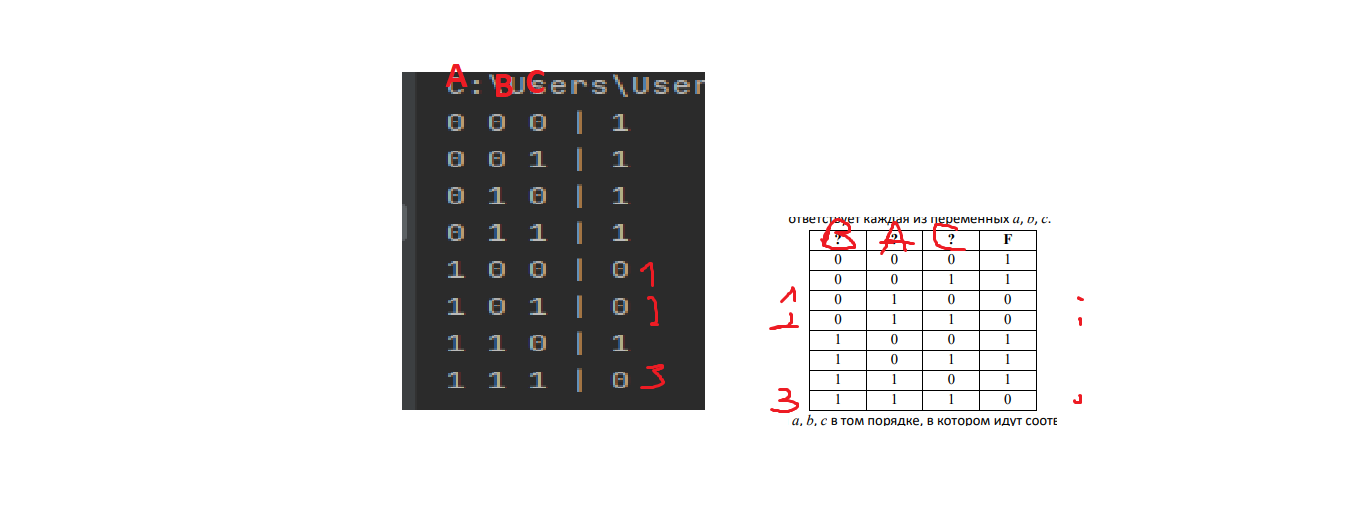 A B C
C:\Users\User
0 0 0 | 1
0 0 1 | 1
0 1 0 | 1
0 1 1 | 1
1 0 0 | 0 1
1 0 1 | 0
1 1 0 | 1
1 1 1 | 0 3
ответствует каждая из переменных a, b, c.
B A C
? ? ? F
0 0 0 1
0 0 1 1
1 0 1 0 0
2 0 1 1 0
1 0 0 1
1 0 1 1
1 1 0 1
3 1 1 1 0
a, b, c в том порядке, в котором идут соотв